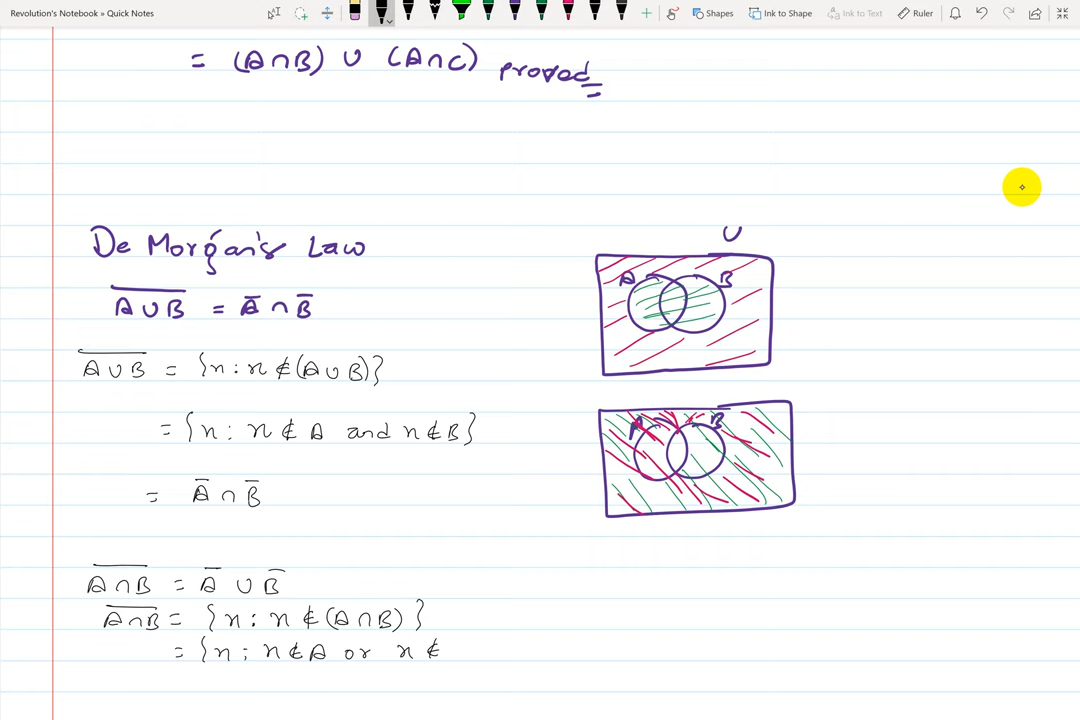 Revolution's Notebook » Quick Notes
Shapes
Ink to Shape
Ink to Text
Ruler
= (A∩B) ∪ (A∩C) proved
De Morgan's Law
U
A B
A̅ ̅∪̅ ̅B̅ = A̅ ∩ B̅
A̅ ̅∪̅ ̅B̅ = {n : n ∉ (A ∪ B)}
A B
= {n : n ∉ A and n ∉ B}
= A̅ ∩ B̅
A̅ ̅∩̅ ̅B̅ = A̅ ∪ B̅
A̅ ̅∩̅ ̅B̅ = {n : n ∉ (A ∩ B)}
= {n : n ∉ A or n ∉